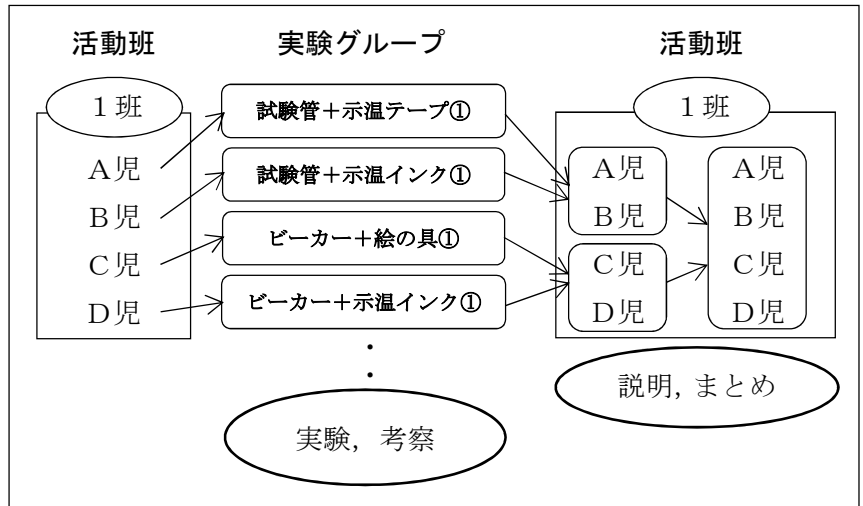 活動班
実験グループ
活動班
1班
A児
B児
C児
D児
試験管+示温テープ①
試験管+示温インク①
ビーカー+絵の具①
ビーカー+示温インク①
・
・
実験, 考察
1班
A児
B児
C児
D児
A児
B児
C児
D児
説明, まとめ